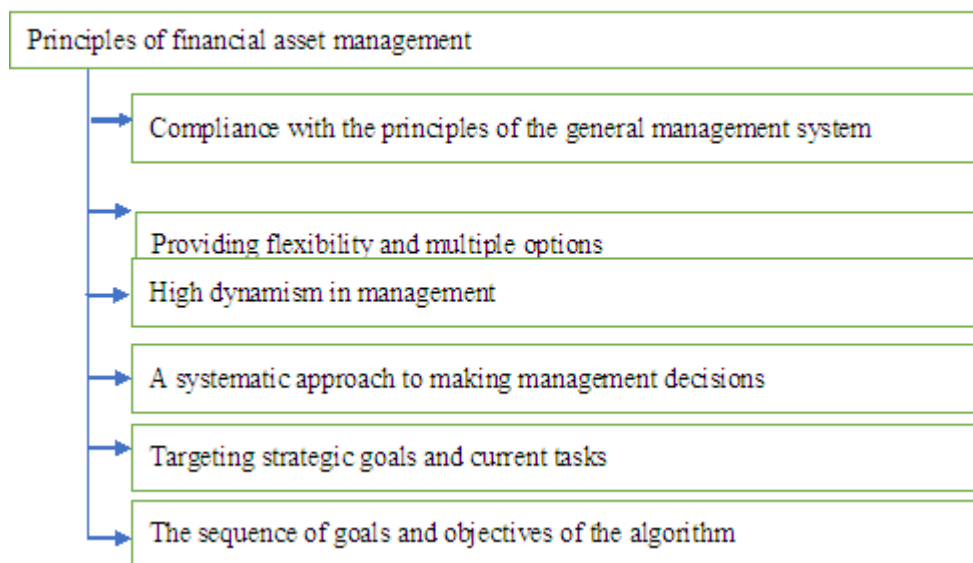 Principles of financial asset management
Compliance with the principles of the general management system
Providing flexibility and multiple options
High dynamism in management
A systematic approach to making management decisions
Targeting strategic goals and current tasks
The sequence of goals and objectives of the algorithm